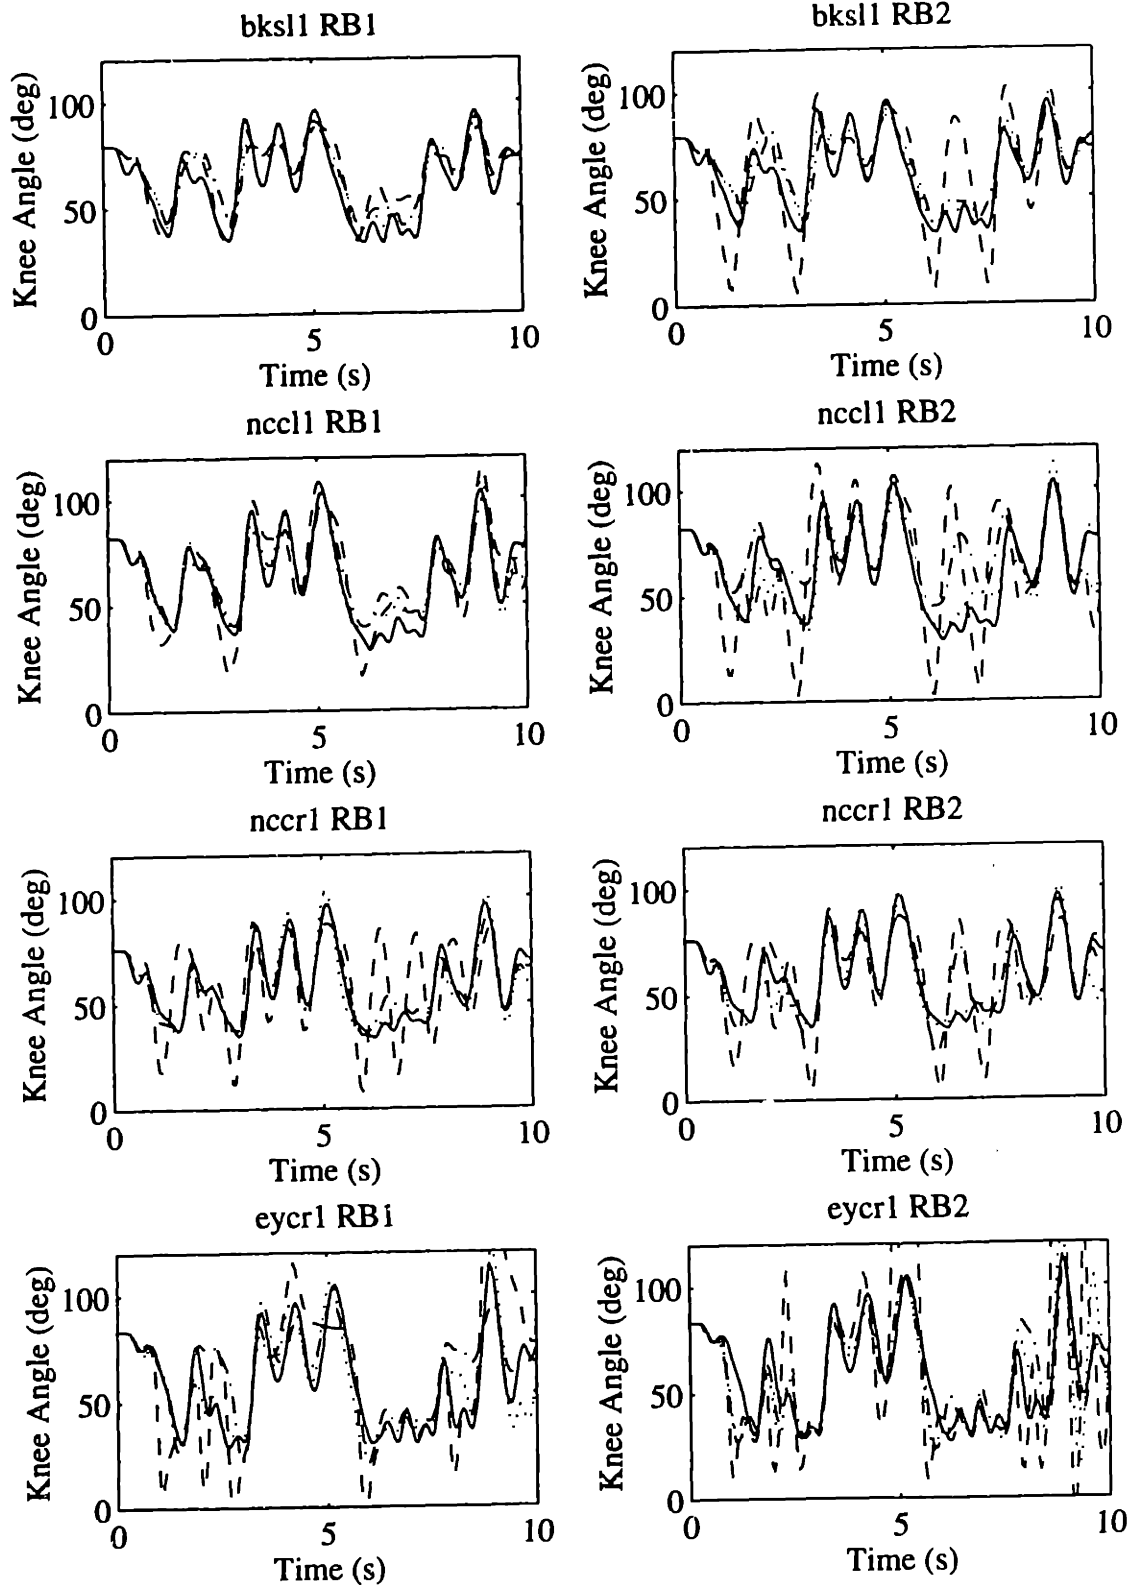 bksl1 RB1
Knee Angle (deg)
100
50
0
0
5
10
Time (s)
bksl1 RB2
Knee Angle (deg)
100
50
0
0
5
10
Time (s)
nccl1 RB1
Knee Angle (deg)
100
50
0
0
5
10
Time (s)
nccl1 RB2
Knee Angle (deg)
100
50
0
0
5
10
Time (s)
nccr1 RB1
Knee Angle (deg)
100
50
0
0
5
10
Time (s)
nccr1 RB2
Knee Angle (deg)
100
50
0
0
5
10
Time (s)
eycr1 RB1
Knee Angle (deg)
100
50
0
0
5
10
Time (s)
eycr1 RB2
Knee Angle (deg)
100
50
0
0
5
10
Time (s)